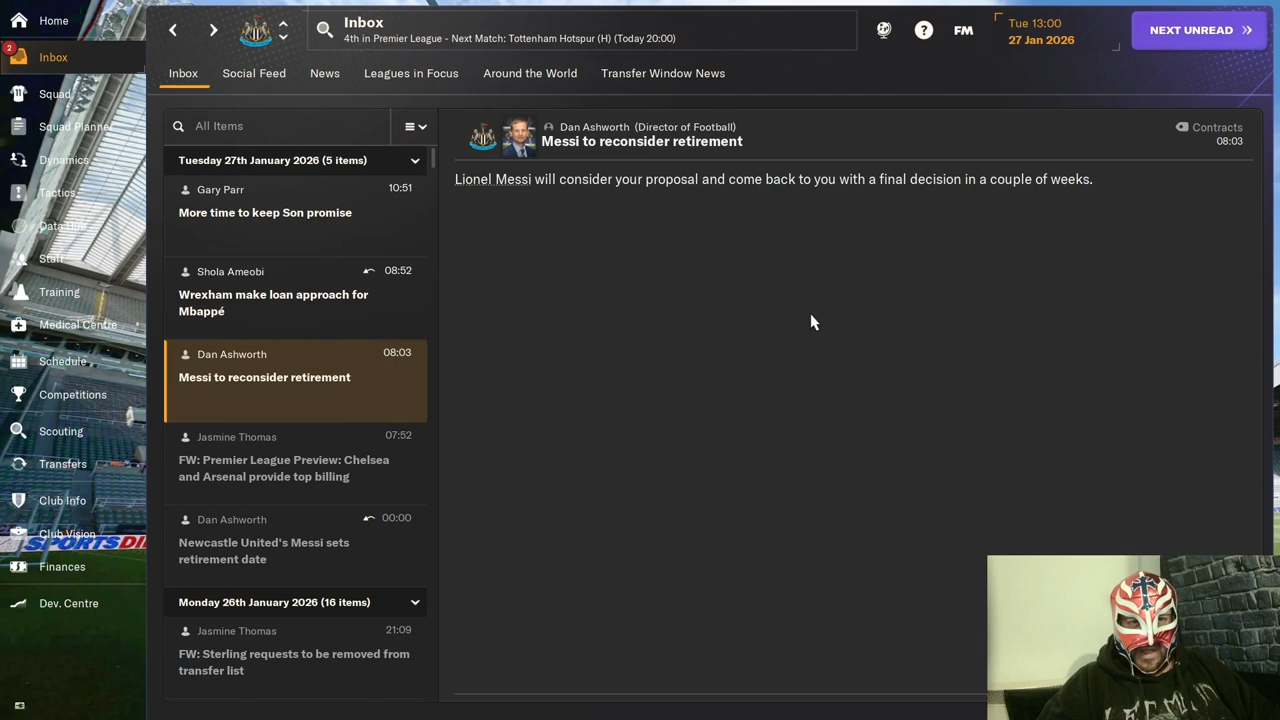 Home
2
Inbox
Squad
Squad Planner
Dynamics
Tactics
Data Hub
Staff
Training
Medical Centre
Schedule
Competitions
Scouting
Transfers
Club Info
Club Vision
SPORTS DI
Finances
Dev. Centre
Inbox
4th in Premier League - Next Match: Tottenham Hotspur (H) (Today 20:00)
?
FM
Tue 13:00
27 Jan 2026
NEXT UNREAD
Inbox
Social Feed
News
Leagues in Focus
Around the World
Transfer Window News
All Items
Tuesday 27th January 2026 (5 items)
Gary Parr 10:51
More time to keep Son promise
Shola Ameobi 08:52
Wrexham make loan approach for
Mbappé
Dan Ashworth 08:03
Messi to reconsider retirement
Jasmine Thomas 07:52
FW: Premier League Preview: Chelsea
and Arsenal provide top billing
Dan Ashworth 00:00
Newcastle United's Messi sets
retirement date
Monday 26th January 2026 (16 items)
Jasmine Thomas 21:09
FW: Sterling requests to be removed from
transfer list
Dan Ashworth (Director of Football)
Messi to reconsider retirement
Contracts
08:03
Lionel Messi will consider your proposal and come back to you with a final decision in a couple of weeks.